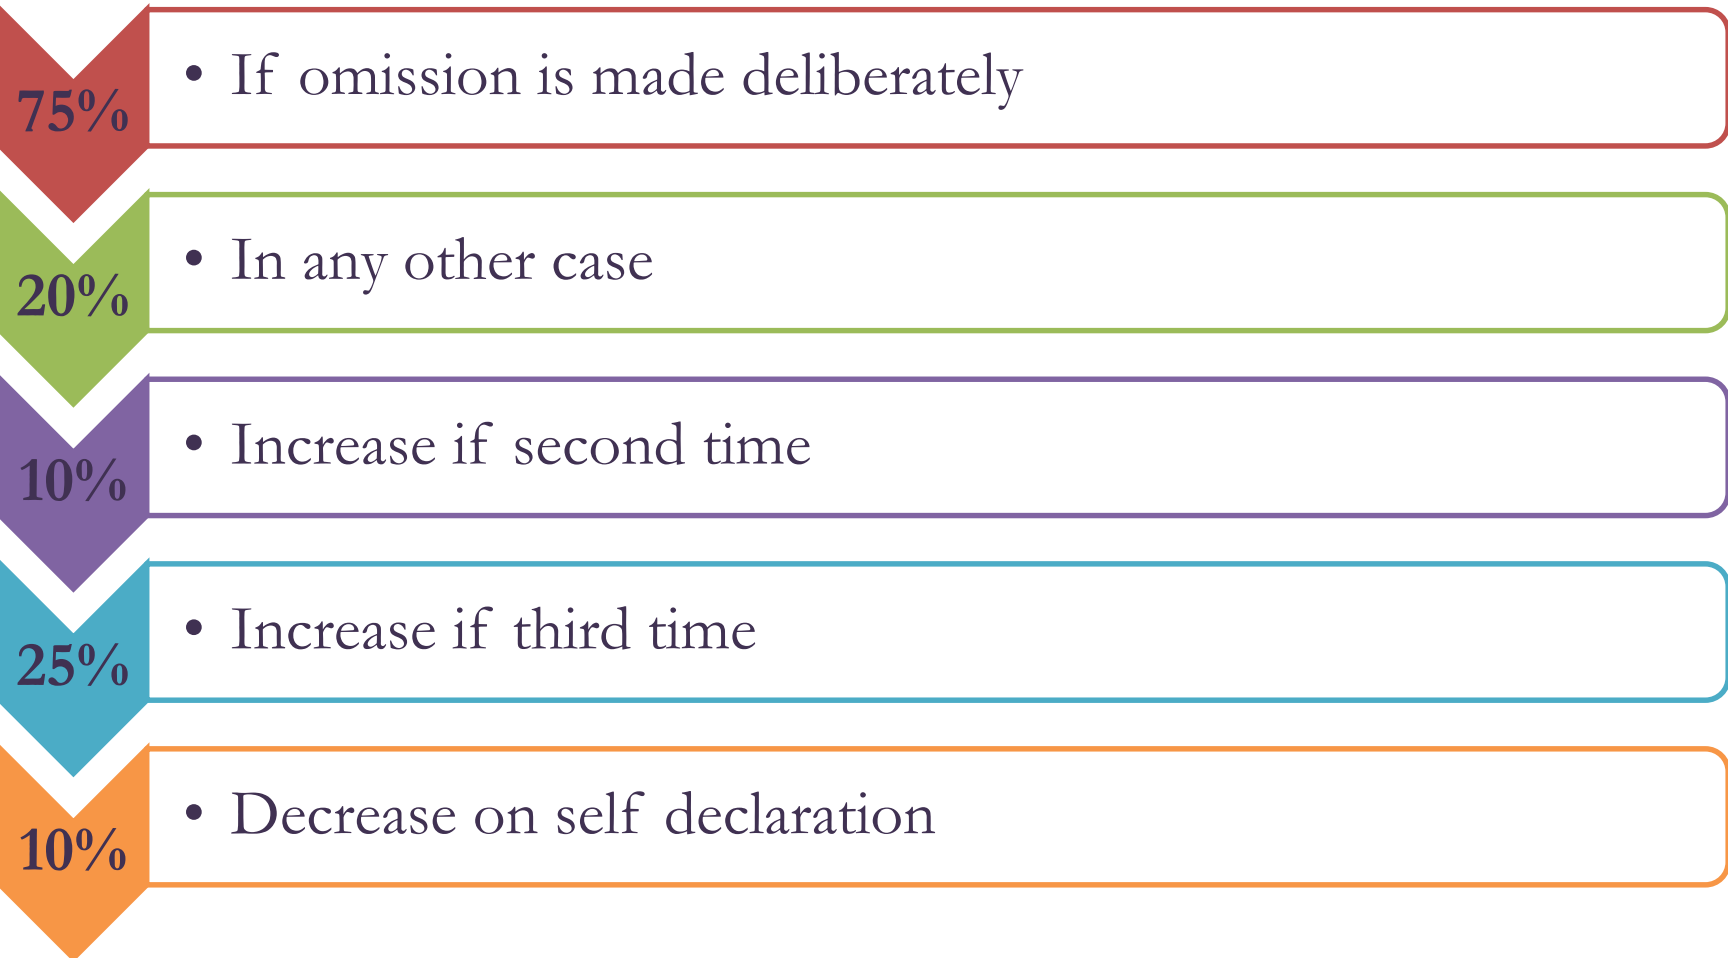 75%
• If omission is made deliberately
20%
• In any other case
10%
• Increase if second time
25%
• Increase if third time
10%
• Decrease on self declaration